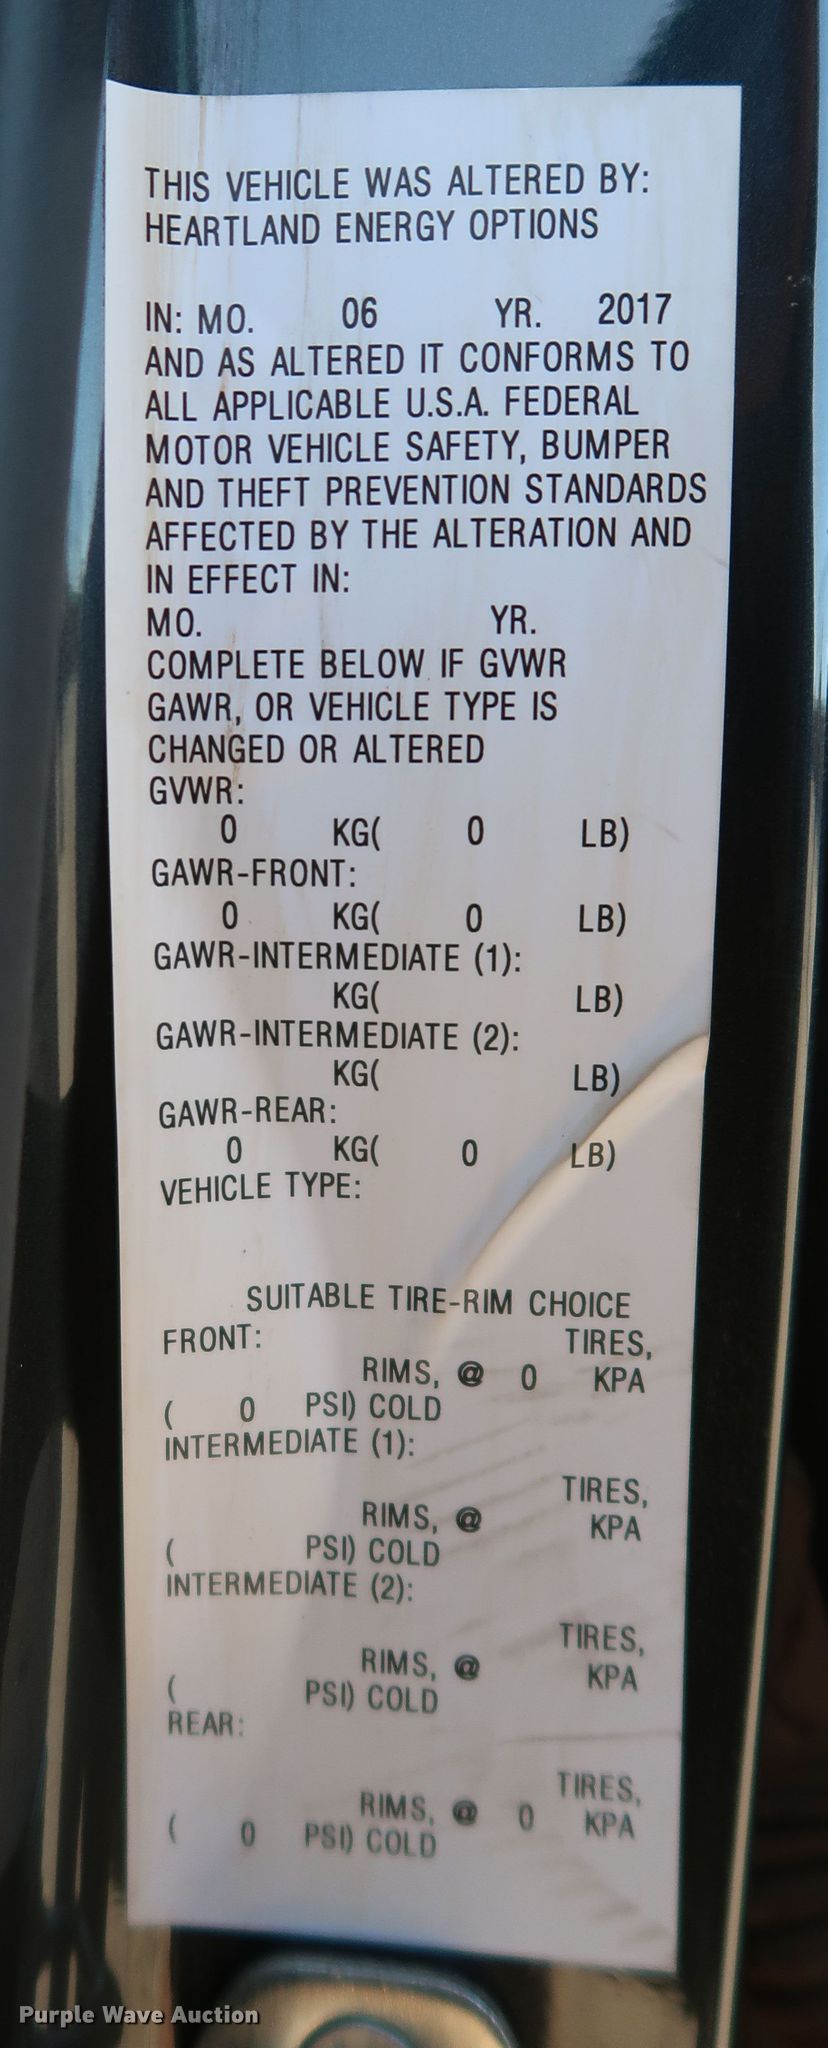 THIS VEHICLE WAS ALTERED BY:
HEARTLAND ENERGY OPTIONS
IN: MO. 06 YR. 2017
AND AS ALTERED IT CONFORMS TO
ALL APPLICABLE U.S.A. FEDERAL
MOTOR VEHICLE SAFETY, BUMPER
AND THEFT PREVENTION STANDARDS
AFFECTED BY THE ALTERATION AND
IN EFFECT IN:
MO. YR.
COMPLETE BELOW IF GVWR
GAWR, OR VEHICLE TYPE IS
CHANGED OR ALTERED
GVWR:
0 KG( 0 LB)
GAWR-FRONT:
0 KG( 0 LB)
GAWR-INTERMEDIATE (1):
KG( LB)
GAWR-INTERMEDIATE (2):
KG( LB)
GAWR-REAR:
0 KG( 0 LB)
VEHICLE TYPE:
SUITABLE TIRE-RIM CHOICE
FRONT: TIRES,
RIMS, @ 0 KPA
( 0 PSI) COLD
INTERMEDIATE (1):
TIRES,
RIMS, @ KPA
( PSI) COLD
INTERMEDIATE (2):
TIRES,
RIMS, @ KPA
( PSI) COLD
REAR:
TIRES,
RIMS, @ 0 KPA
( 0 PSI) COLD
Purple Wave Auction